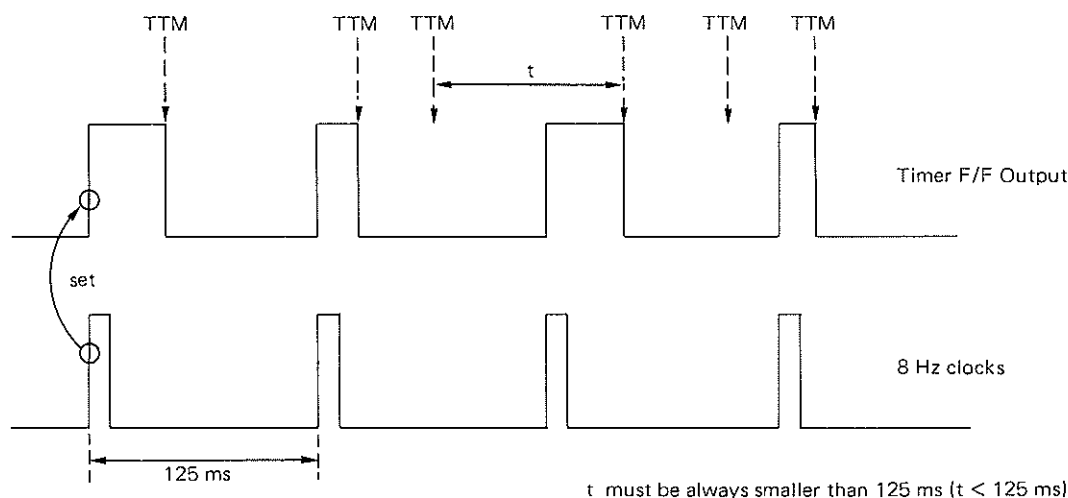 TTM TTM TTM TTM TTM TTM
t
Timer F/F Output
set
8 Hz clocks
125 ms
t must be always smaller than 125 ms (t < 125 ms)